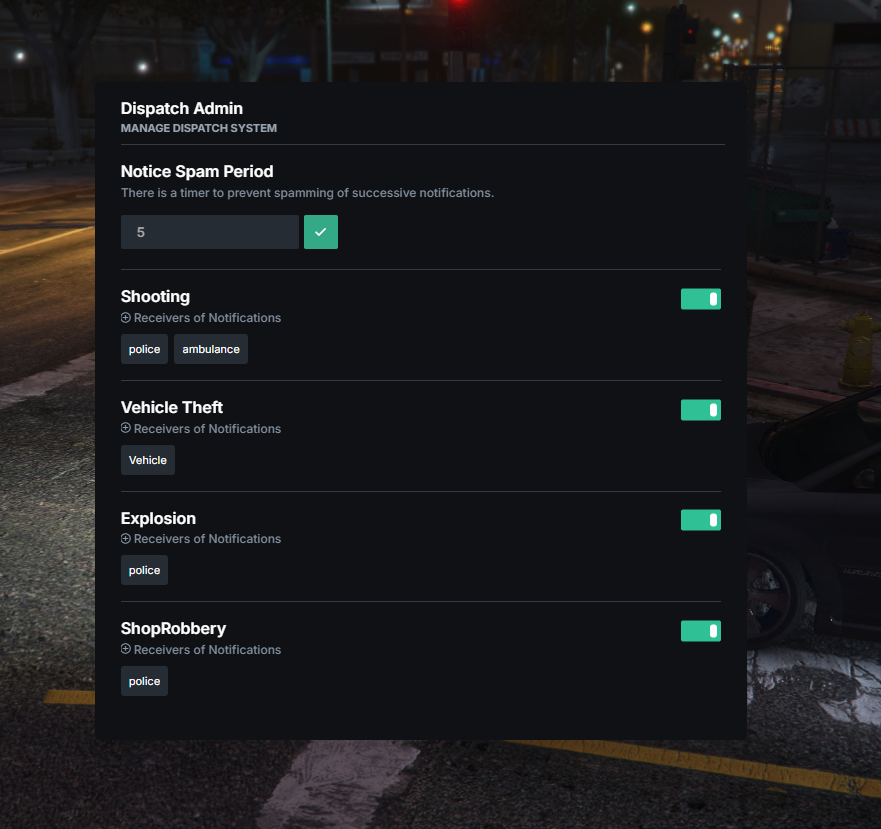 Dispatch Admin
MANAGE DISPATCH SYSTEM
Notice Spam Period
There is a timer to prevent spamming of successive notifications.
5
Shooting
Receivers of Notifications
police ambulance
Vehicle Theft
Receivers of Notifications
Vehicle
Explosion
Receivers of Notifications
police
ShopRobbery
Receivers of Notifications
police